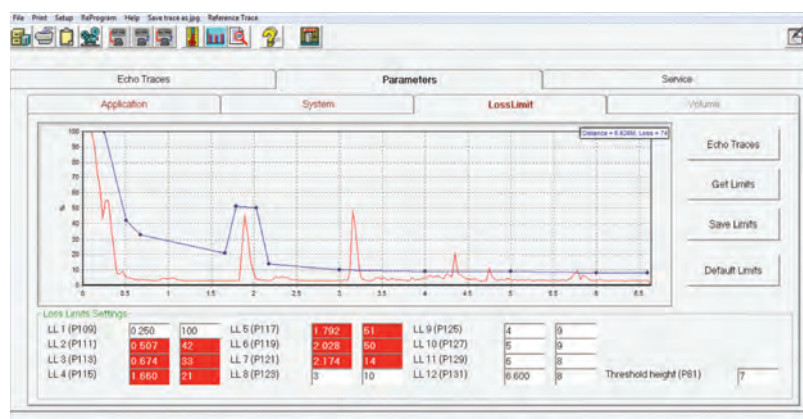 File Print Setup ReProgram Help Save trace as jpg Reference Trace
Echo Traces Parameters Service
Application System LossLimit Volume
Distance = 6.626M, Loss = 74
100
90
80
70
60
50
40
30
20
10
0
%
0 0.5 1 1.5 2 2.5 3 3.5 4 4.5 5 5.5 6 6.5
Echo Traces
Get Limits
Save Limits
Default Limits
Loss Limits Settings
LL 1 (P109) 0.250 100 LL 5 (P117) 1.792 51 LL 9 (P125) 4 9
LL 2 (P111) 0.507 42 LL 6 (P119) 2.028 50 LL 10 (P127) 5 9
LL 3 (P113) 0.674 33 LL 7 (P121) 2.174 14 LL 11 (P129) 6 8
LL 4 (P115) 1.660 21 LL 8 (P123) 3 10 LL 12 (P131) 6.600 8 Threshold height (P81) 7